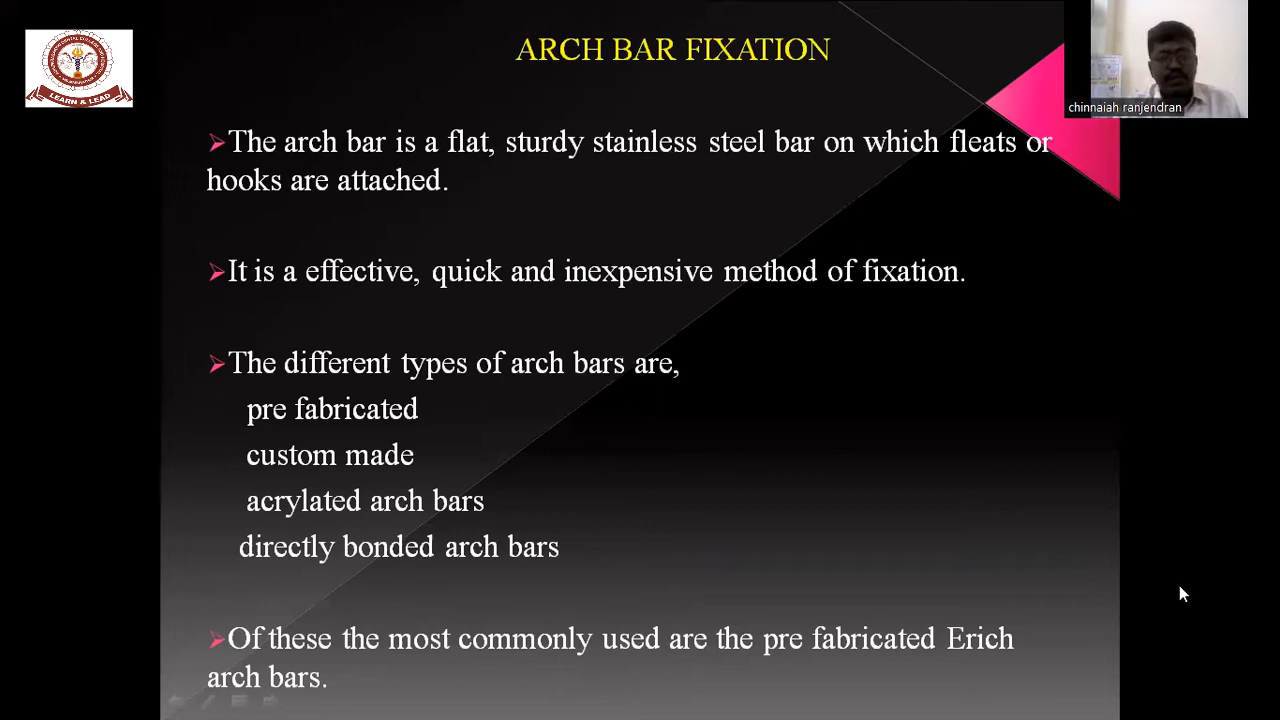 ARCH BAR FIXATION
chinnaiah ranjendran
LEARN & LEAD
➢The arch bar is a flat, sturdy stainless steel bar on which fleats or
hooks are attached.
➢It is a effective, quick and inexpensive method of fixation.
➢The different types of arch bars are,
pre fabricated
custom made
acrylated arch bars
directly bonded arch bars
➢Of these the most commonly used are the pre fabricated Erich
arch bars.